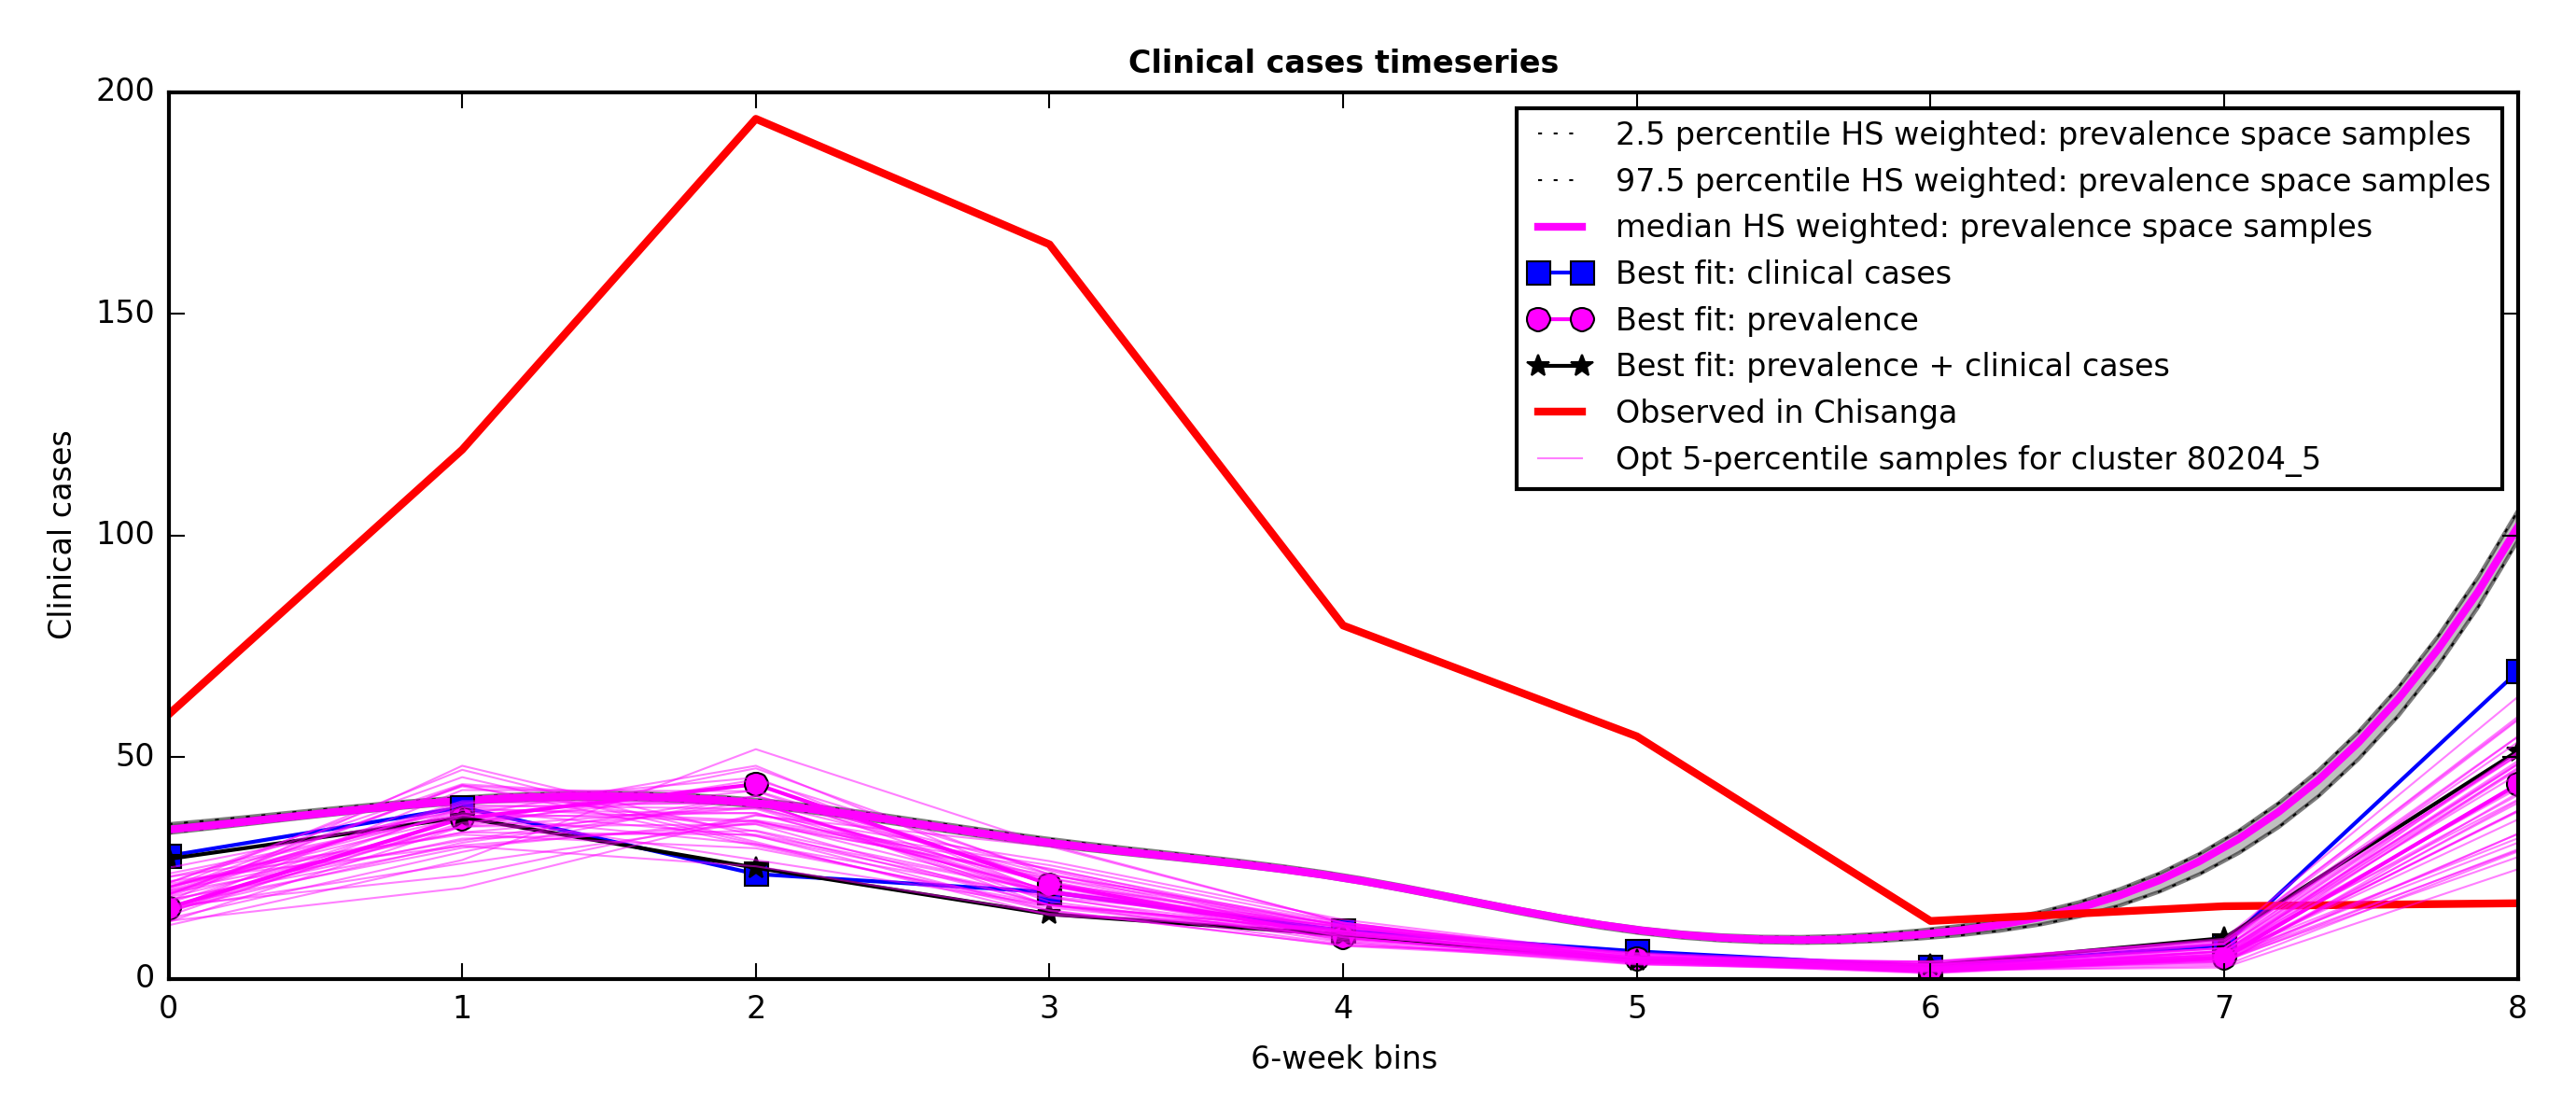 Clinical cases timeseries
200
150
100
50
0
Clinical cases
2.5 percentile HS weighted: prevalence space samples
97.5 percentile HS weighted: prevalence space samples
median HS weighted: prevalence space samples
Best fit: clinical cases
Best fit: prevalence
Best fit: prevalence + clinical cases
Observed in Chisanga
Opt 5-percentile samples for cluster 80204_5
0 1 2 3 4 5 6 7 8
6-week bins